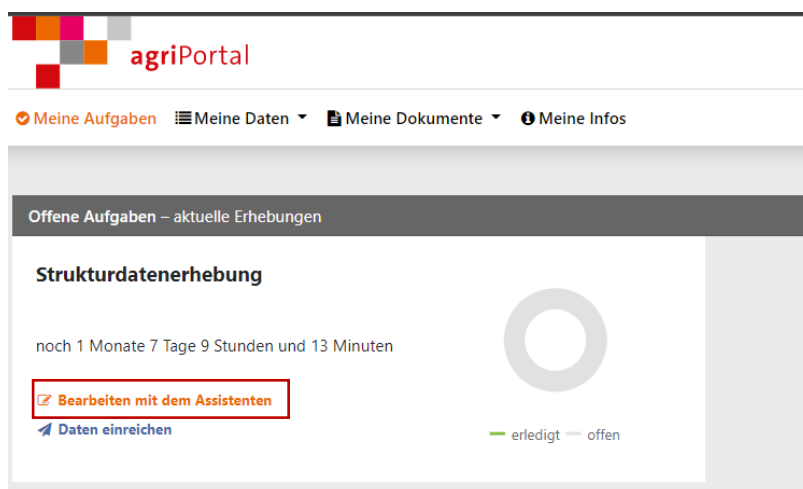 agriPortal
Meine Aufgaben Meine Daten Meine Dokumente Meine Infos
Offene Aufgaben – aktuelle Erhebungen
Strukturdatenerhebung
noch 1 Monate 7 Tage 9 Stunden und 13 Minuten
Bearbeiten mit dem Assistenten
Daten einreichen
erledigt offen